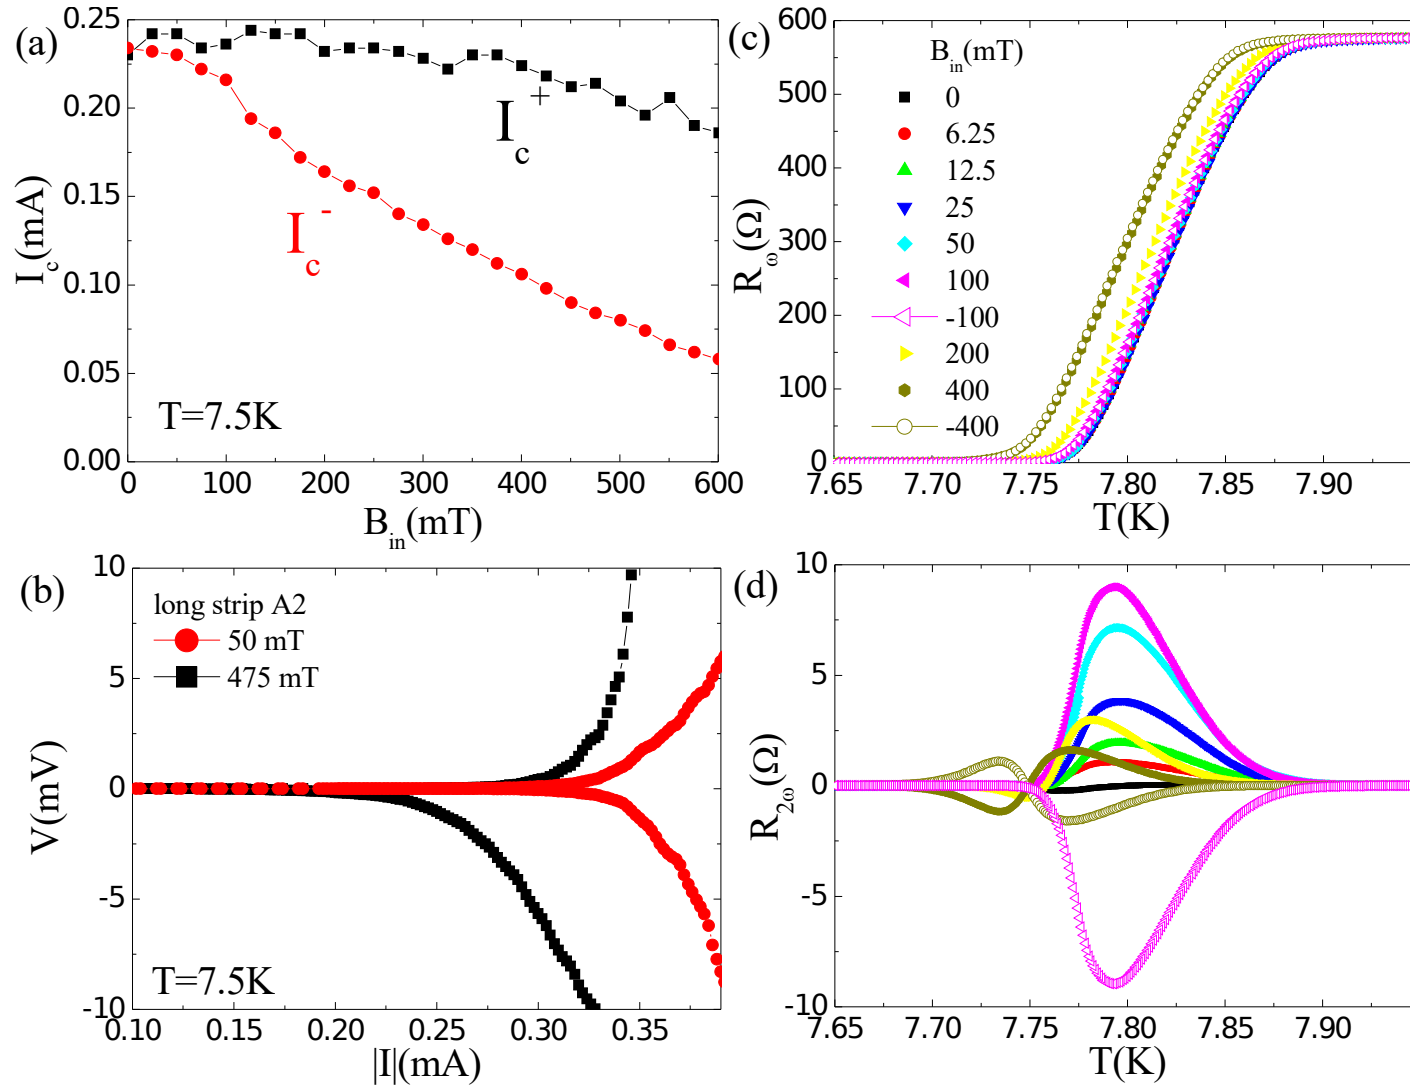 (a)
0.25
0.20
0.15
0.10
0.05
0.00
I_c(mA)
I_c^+
I_c^-
T=7.5K
0 100 200 300 400 500 600
B_in(mT)
(b)
10
5
0
-5
-10
V(mV)
long strip A2
50 mT
475 mT
T=7.5K
0.10 0.15 0.20 0.25 0.30 0.35
|I|(mA)
(c)
600
500
400
300
200
100
0
R_ω(Ω)
B_in(mT)
0
6.25
12.5
25
50
100
-100
200
400
-400
7.65 7.70 7.75 7.80 7.85 7.90
T(K)
(d)
10
5
0
-5
-10
R_2ω(Ω)
7.65 7.70 7.75 7.80 7.85 7.90
T(K)